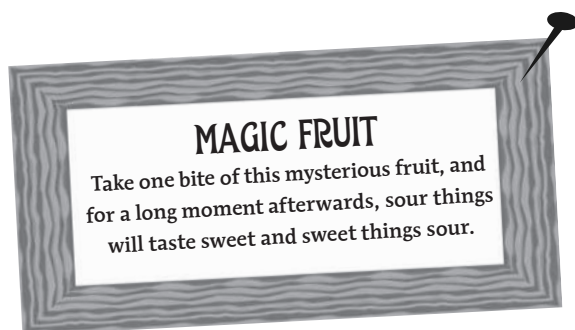 MAGIC FRUIT
Take one bite of this mysterious fruit, and
for a long moment afterwards, sour things
will taste sweet and sweet things sour.